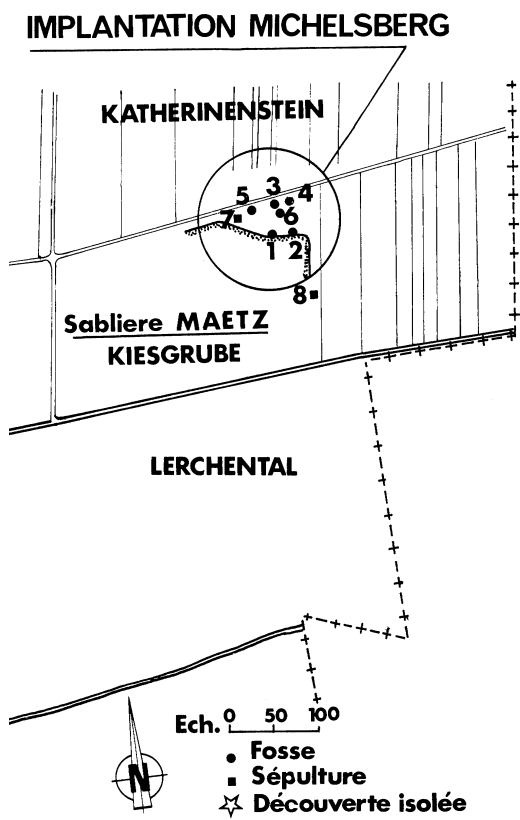 IMPLANTATION MICHELSBERG
KATHERINENSTEIN
3
4
5
7
6
1
2
8
Sabliere MAETZ
KIESGRUBE
LERCHENTAL
Ech. 0 50 100
N
Fosse
Sépulture
Découverte isolée